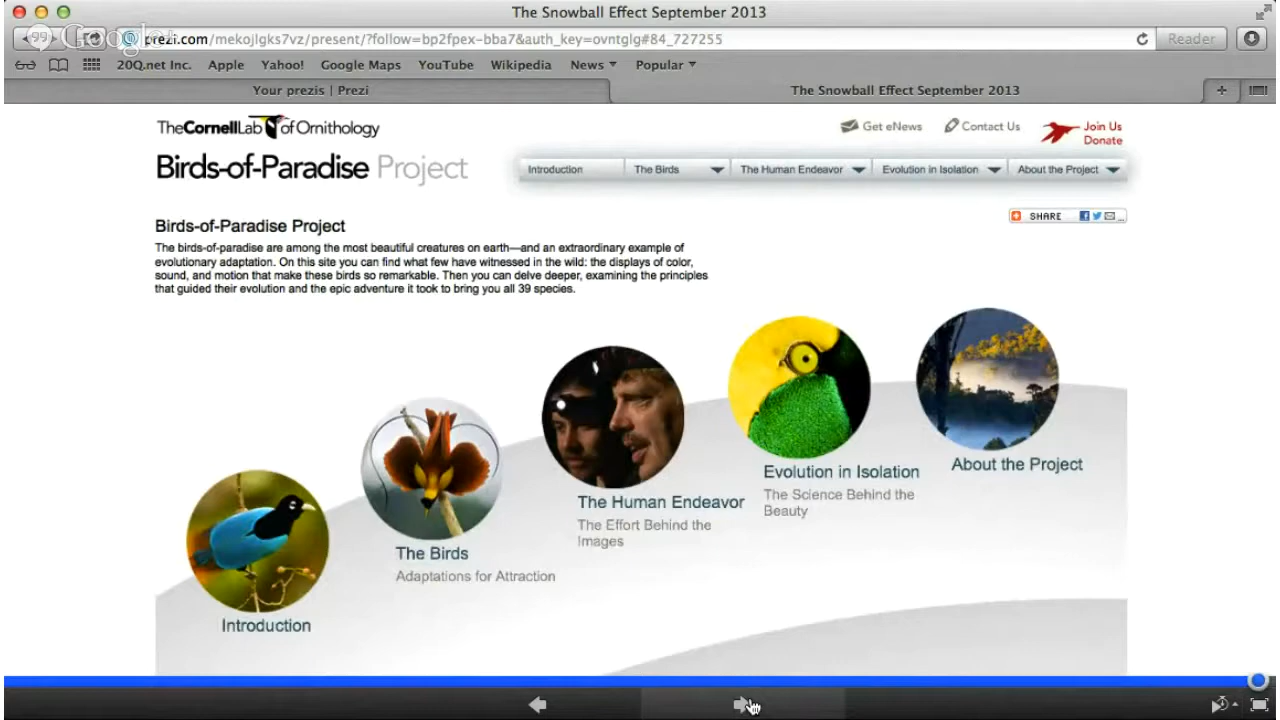 The Snowball Effect September 2013
99 Google+
prezi.com/mekojlgks7vz/present/?follow=bp2fpex-bba7&auth_key=ovntglg#84_727255
Reader
20Q.net Inc. Apple Yahoo! Google Maps YouTube Wikipedia News Popular
Your prezis | Prezi
The Snowball Effect September 2013
TheCornellLab of Ornithology
Get eNews
Contact Us
Join Us
Donate
Birds-of-Paradise Project
Introduction The Birds The Human Endeavor Evolution in Isolation About the Project
SHARE
Birds-of-Paradise Project
The birds-of-paradise are among the most beautiful creatures on earth—and an extraordinary example of
evolutionary adaptation. On this site you can find what few have witnessed in the wild: the displays of color,
sound, and motion that make these birds so remarkable. Then you can delve deeper, examining the principles
that guided their evolution and the epic adventure it took to bring you all 39 species.
Introduction
The Birds
Adaptations for Attraction
The Human Endeavor
The Effort Behind the
Images
Evolution in Isolation
The Science Behind the
Beauty
About the Project